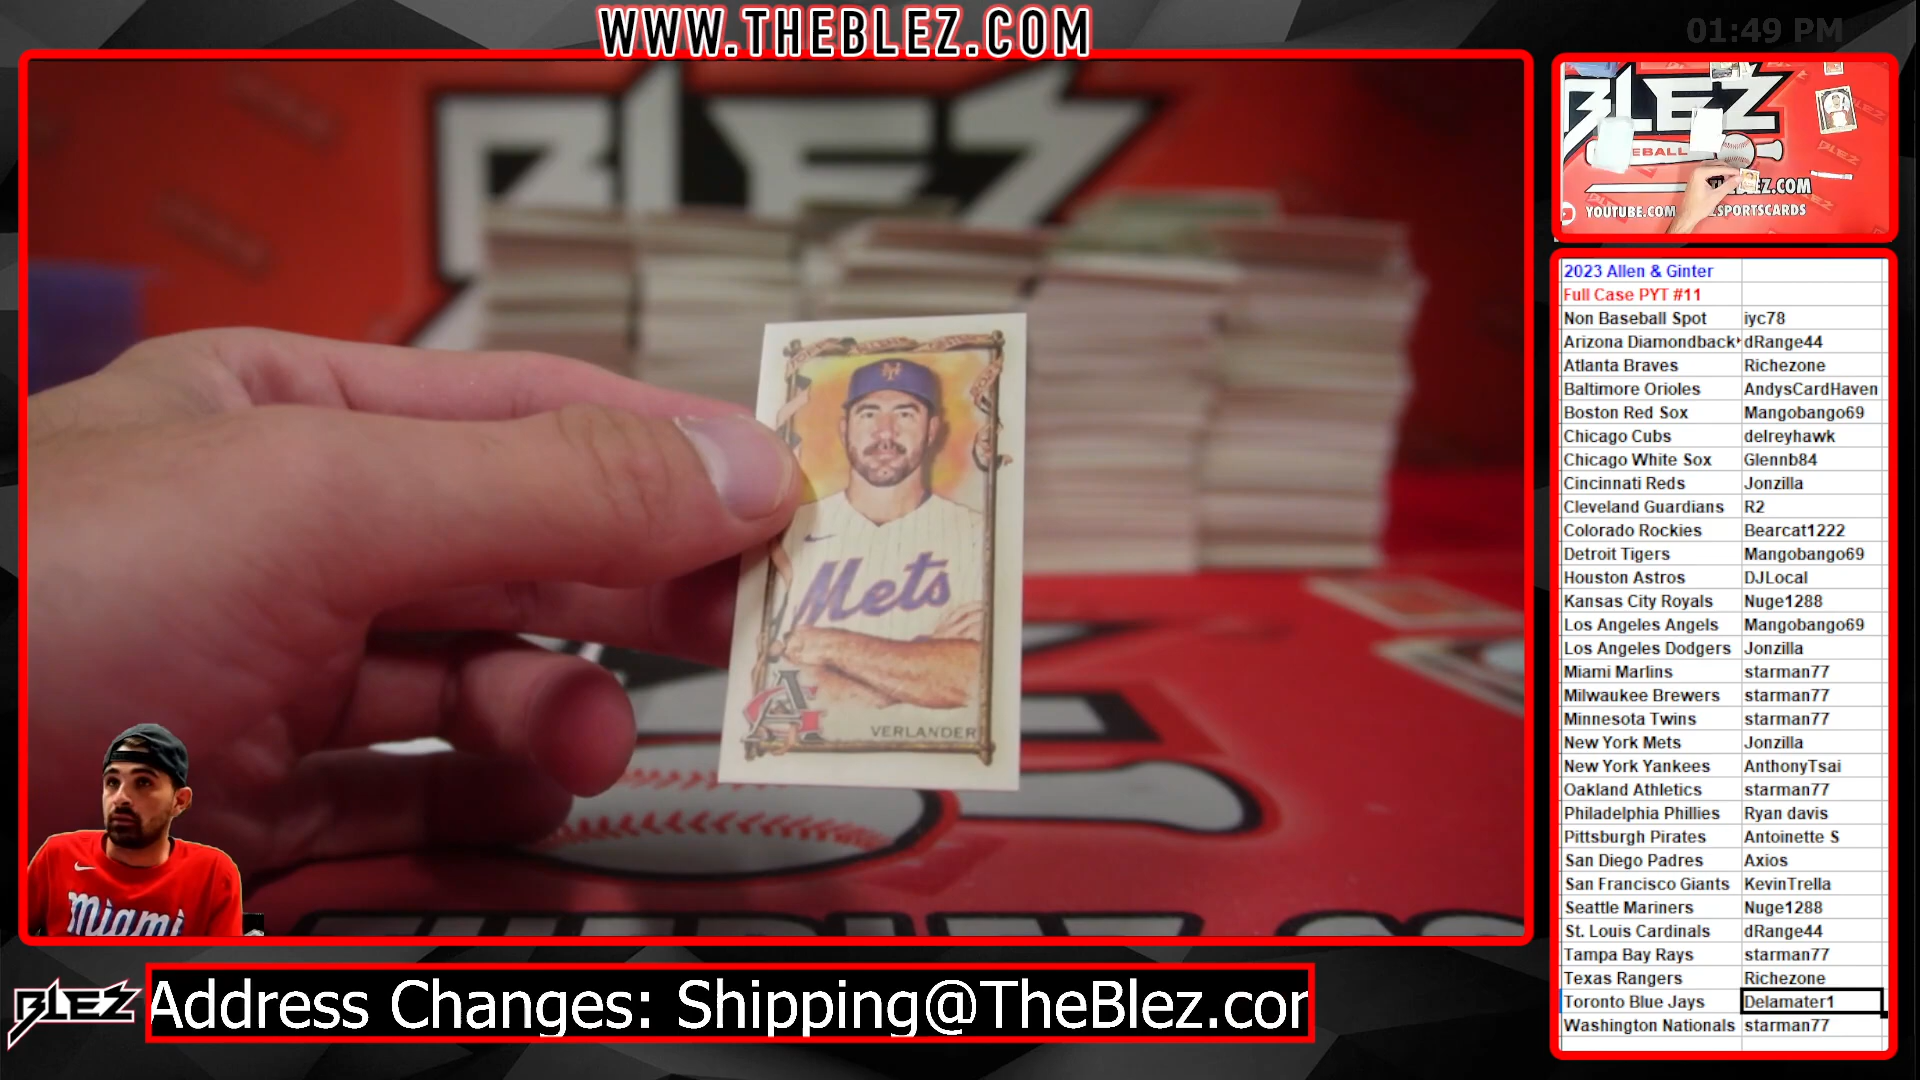 WWW.THEBLEZ.COM
01:49 PM
BLEZ
Mets
VERLANDER
Miami
BLEZ
BASEBALL
YOUTUBE.COM
2023 Allen & Ginter
Full Case PYT #11
Non Baseball Spot iyc78
Arizona Diamondback dRange44
Atlanta Braves Richezone
Baltimore Orioles AndysCardHaven
Boston Red Sox Mangobango69
Chicago Cubs delreyhawk
Chicago White Sox Glennb84
Cincinnati Reds Jonzilla
Cleveland Guardians R2
Colorado Rockies Bearcat1222
Detroit Tigers Mangobango69
Houston Astros DJLocal
Kansas City Royals Nuge1288
Los Angeles Angels Mangobango69
Los Angeles Dodgers Jonzilla
Miami Marlins starman77
Milwaukee Brewers starman77
Minnesota Twins starman77
New York Mets Jonzilla
New York Yankees AnthonyTsai
Oakland Athletics starman77
Philadelphia Phillies Ryan davis
Pittsburgh Pirates Antoinette S
San Diego Padres Axios
San Francisco Giants KevinTrella
Seattle Mariners Nuge1288
St. Louis Cardinals dRange44
Tampa Bay Rays starman77
Texas Rangers Richezone
Toronto Blue Jays Delamater1
Washington Nationals starman77
BLEZ
Address Changes: Shipping@TheBlez.com